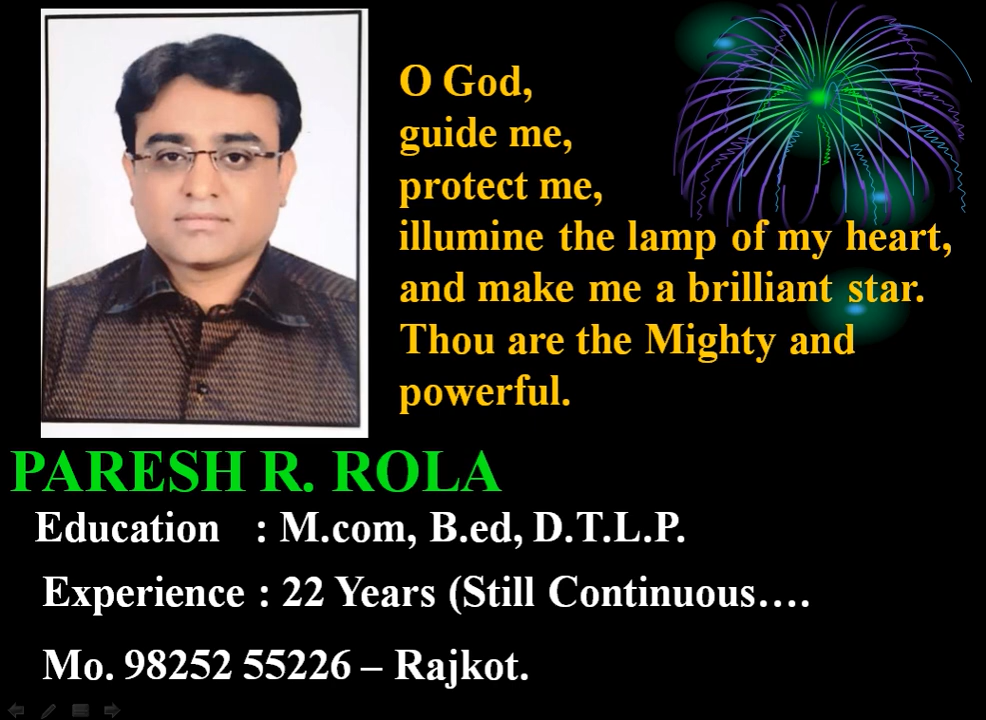 O God,
guide me,
protect me,
illumine the lamp of my heart,
and make me a brilliant star.
Thou are the Mighty and
powerful.
PARESH R. ROLA
Education : M.com, B.ed, D.T.L.P.
Experience : 22 Years (Still Continuous….
Mo. 98252 55226 – Rajkot.